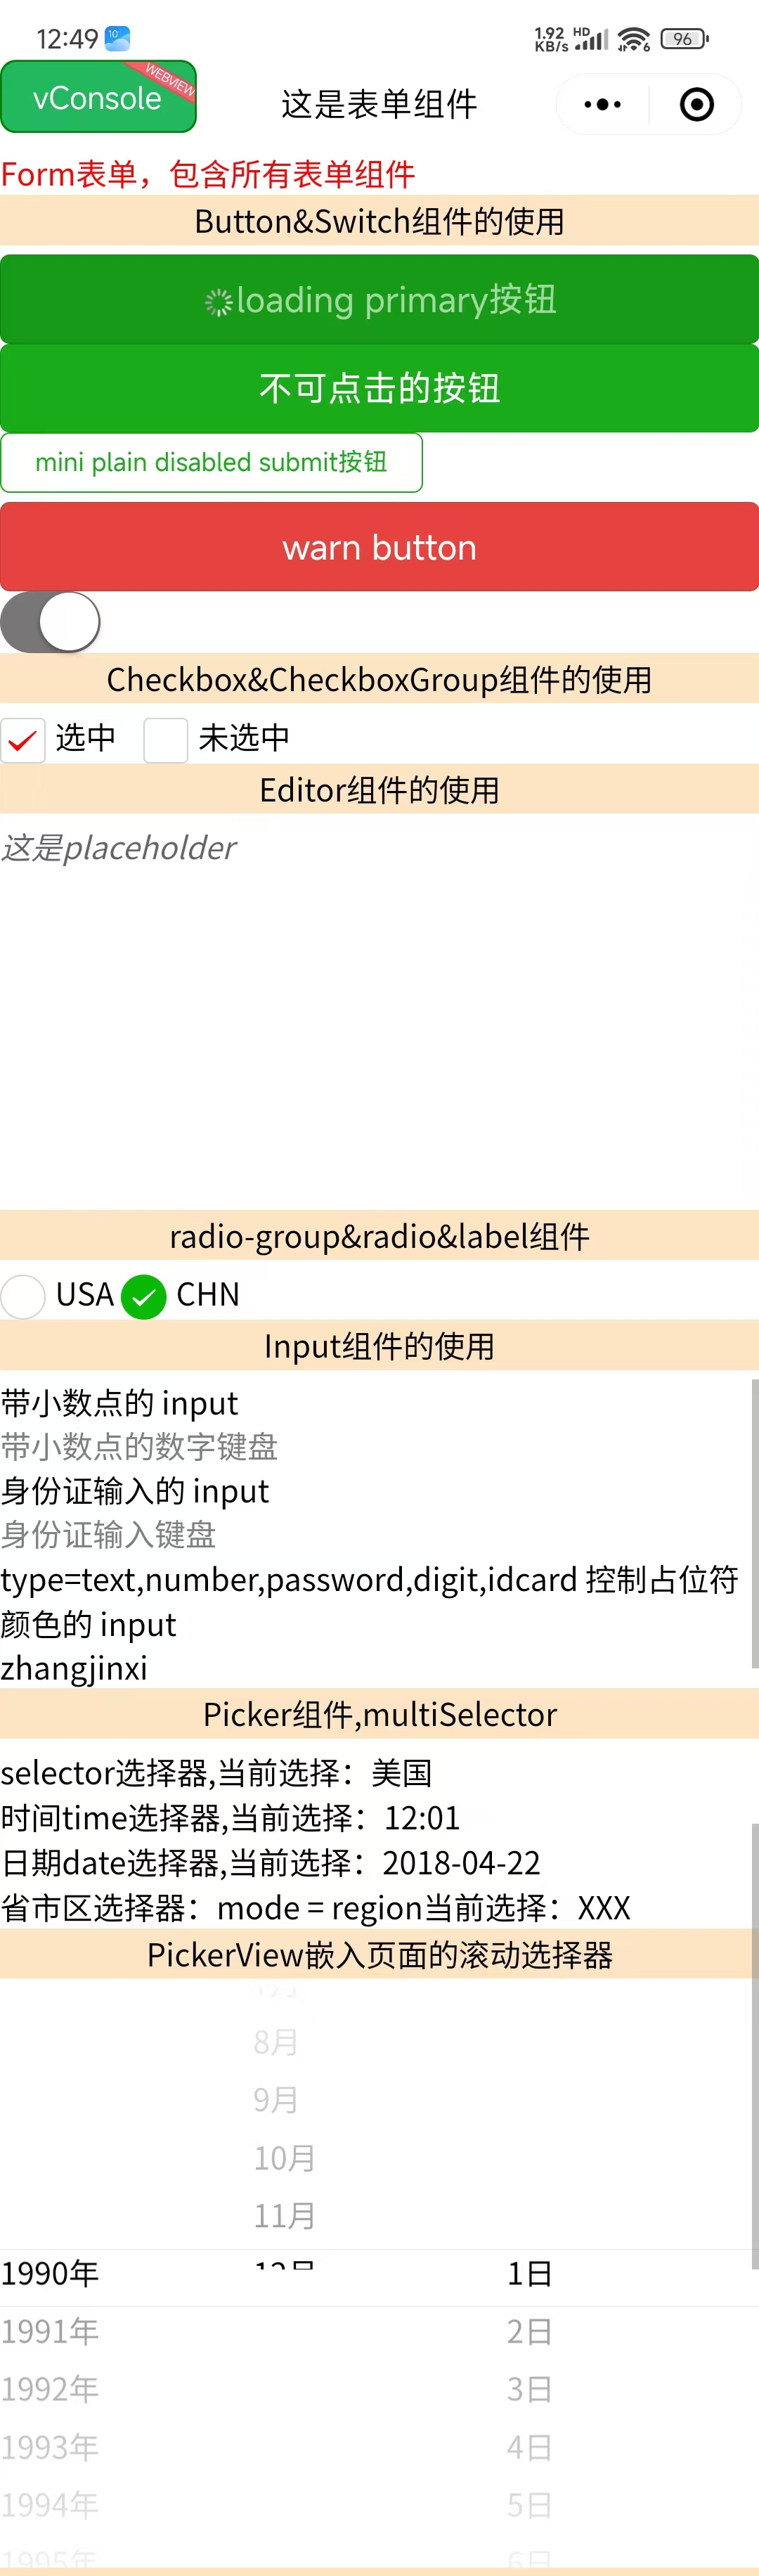 12:49
10°
1.92 KB/s
HD
6
96
vConsole
WEBVIEW
这是表单组件
Form表单，包含所有表单组件
Button&Switch组件的使用
loading primary按钮
不可点击的按钮
mini plain disabled submit按钮
warn button
Checkbox&CheckboxGroup组件的使用
选中 未选中
Editor组件的使用
这是placeholder
radio-group&radio&label组件
USA CHN
Input组件的使用
带小数点的 input
带小数点的数字键盘
身份证输入的 input
身份证输入键盘
type=text,number,password,digit,idcard 控制占位符
颜色的 input
zhangjinxi
Picker组件,multiSelector
selector选择器,当前选择：美国
时间time选择器,当前选择：12:01
日期date选择器,当前选择：2018-04-22
省市区选择器：mode = region当前选择：XXX
PickerView嵌入页面的滚动选择器
8月
9月
10月
11月
1990年 1日
1991年 2日
1992年 3日
1993年 4日
1994年 5日
1995年 6日